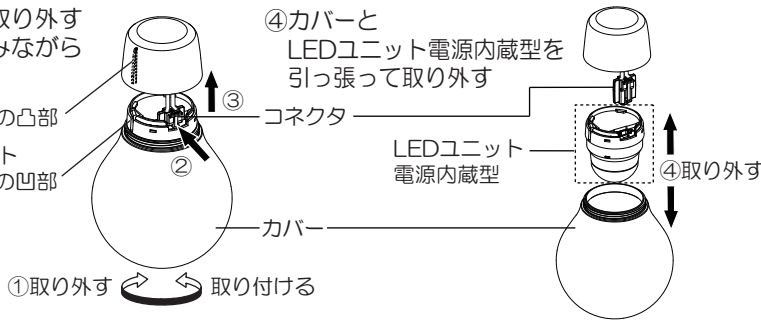 取り外す
みながら
の凸部
ト
の凹部
②
③
①取り外す
取り付ける
④カバーと
LEDユニット電源内蔵型を
引っ張って取り外す
コネクタ
LEDユニット
電源内蔵型
④取り外す
カバー